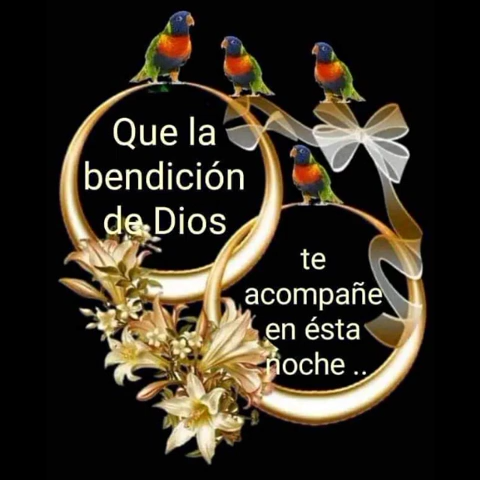 Que la
bendición
de Dios
te
acompañe
en ésta
noche ..